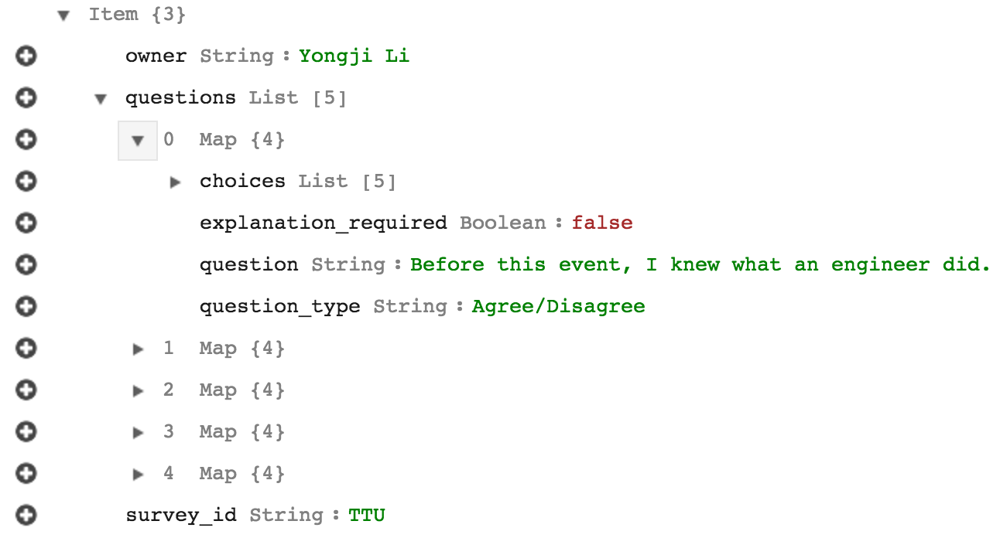 Item {3}
owner String : Yongji Li
questions List [5]
0 Map {4}
choices List [5]
explanation_required Boolean : false
question String : Before this event, I knew what an engineer did.
question_type String : Agree/Disagree
1 Map {4}
2 Map {4}
3 Map {4}
4 Map {4}
survey_id String : TTU